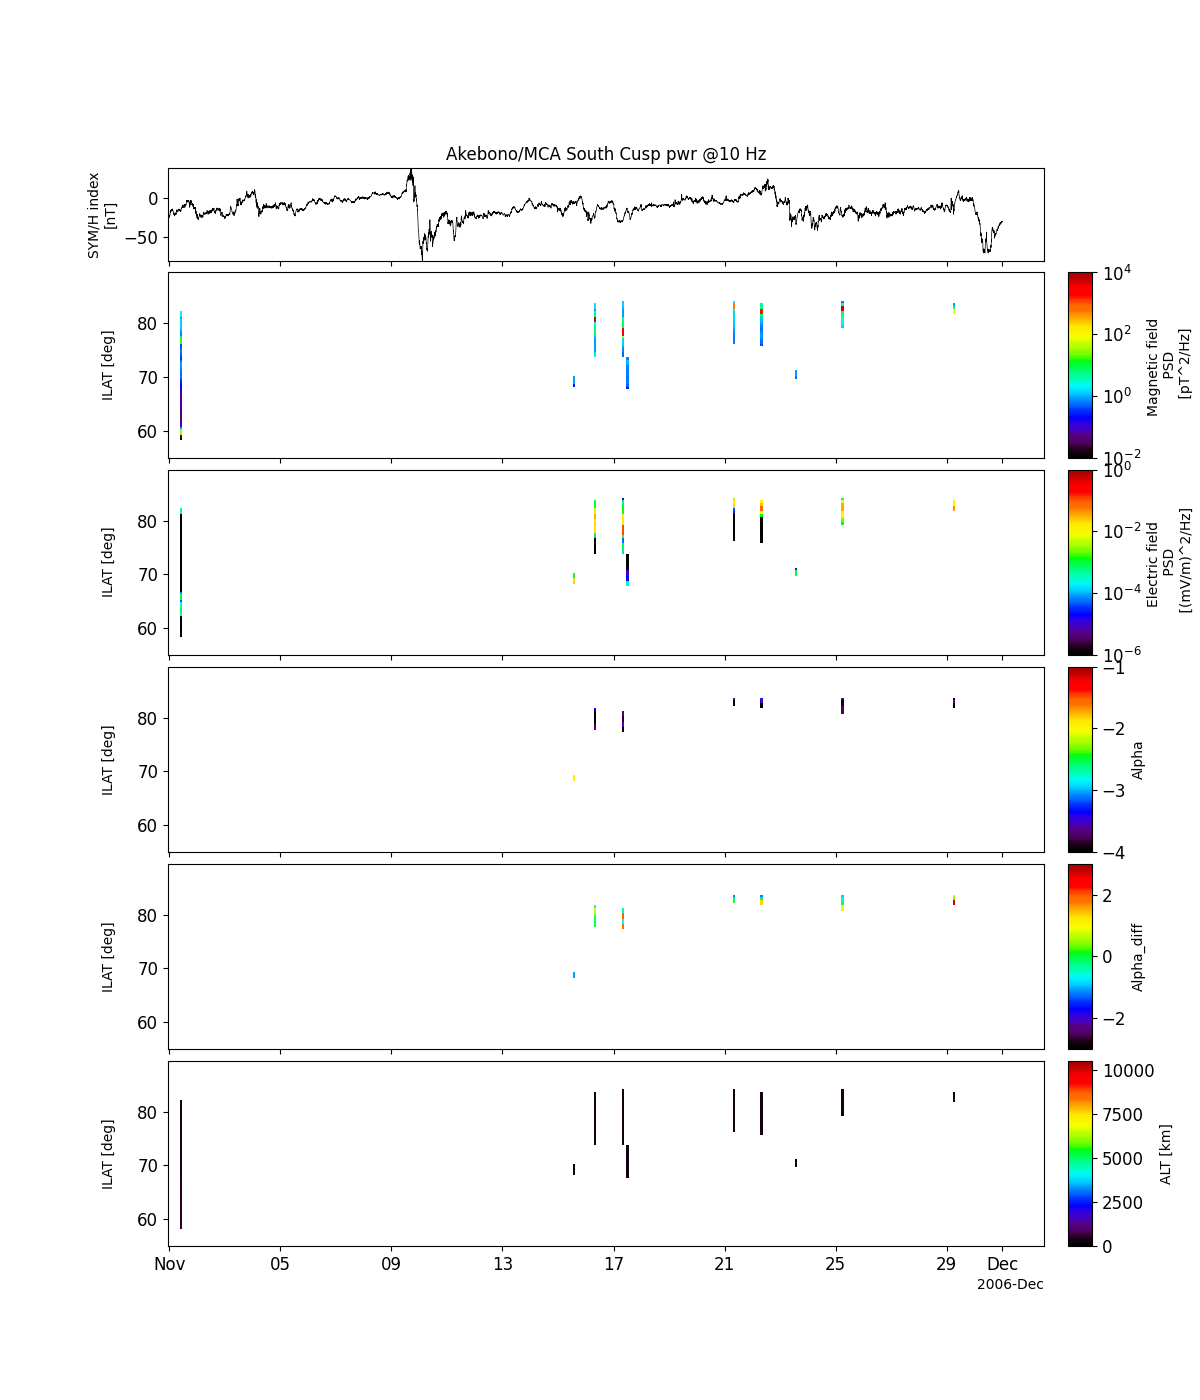 Akebono/MCA South Cusp pwr @10 Hz
SYM/H index
[nT]
0
−50
ILAT [deg]
80
70
60
10^4
10^2
10^0
10^−2
Magnetic field
PSD
[pT^2/Hz]
ILAT [deg]
80
70
60
10^0
10^−2
10^−4
10^−6
Electric field
PSD
[(mV/m)^2/Hz]
ILAT [deg]
80
70
60
−1
−2
−3
−4
Alpha
ILAT [deg]
80
70
60
2
0
−2
Alpha_diff
ILAT [deg]
80
70
60
10000
7500
5000
2500
0
ALT [km]
Nov 05 09 13 17 21 25 29 Dec
2006-Dec